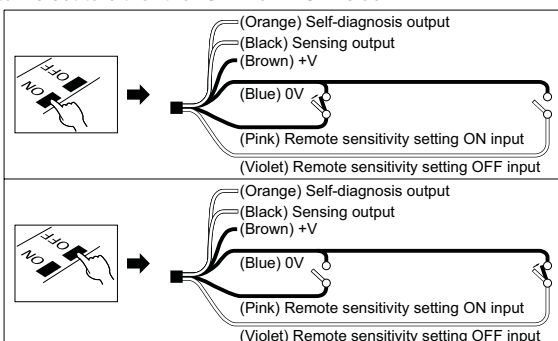 (Orange) Self-diagnosis output
(Black) Sensing output
(Brown) +V
OFF
ON
(Blue) 0V
(Pink) Remote sensitivity setting ON input
(Violet) Remote sensitivity setting OFF input
(Orange) Self-diagnosis output
(Black) Sensing output
(Brown) +V
OFF
ON
(Blue) 0V
(Pink) Remote sensitivity setting ON input
(Violet) Remote sensitivity setting OFF input